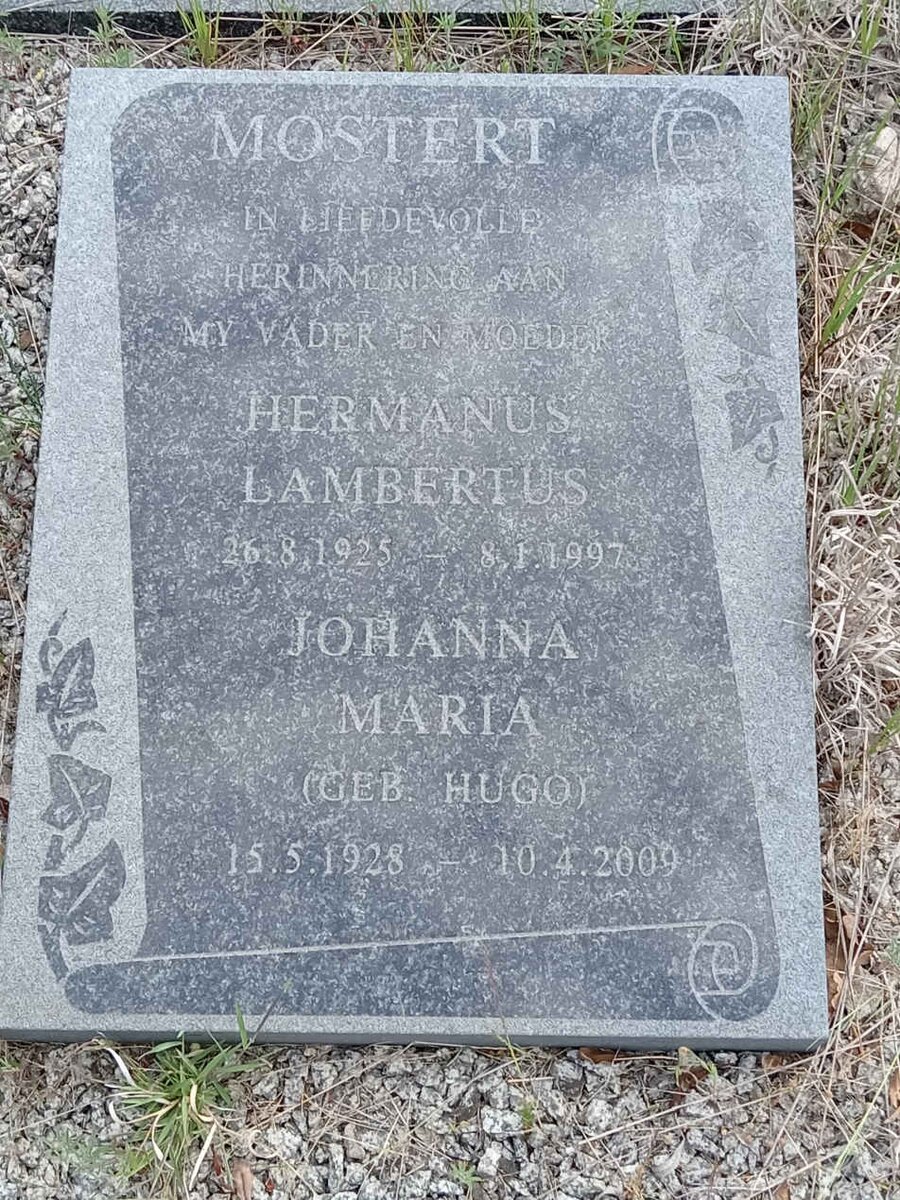 MOSTERT
IN LIEFDEVOLLE
HERINNERING AAN
MY VADER EN MOEDER
HERMANUS
LAMBERTUS
26.8.1925 – 8.1.1997
JOHANNA
MARIA
(GEB. HUGO)
15.5.1928 – 10.4.2009